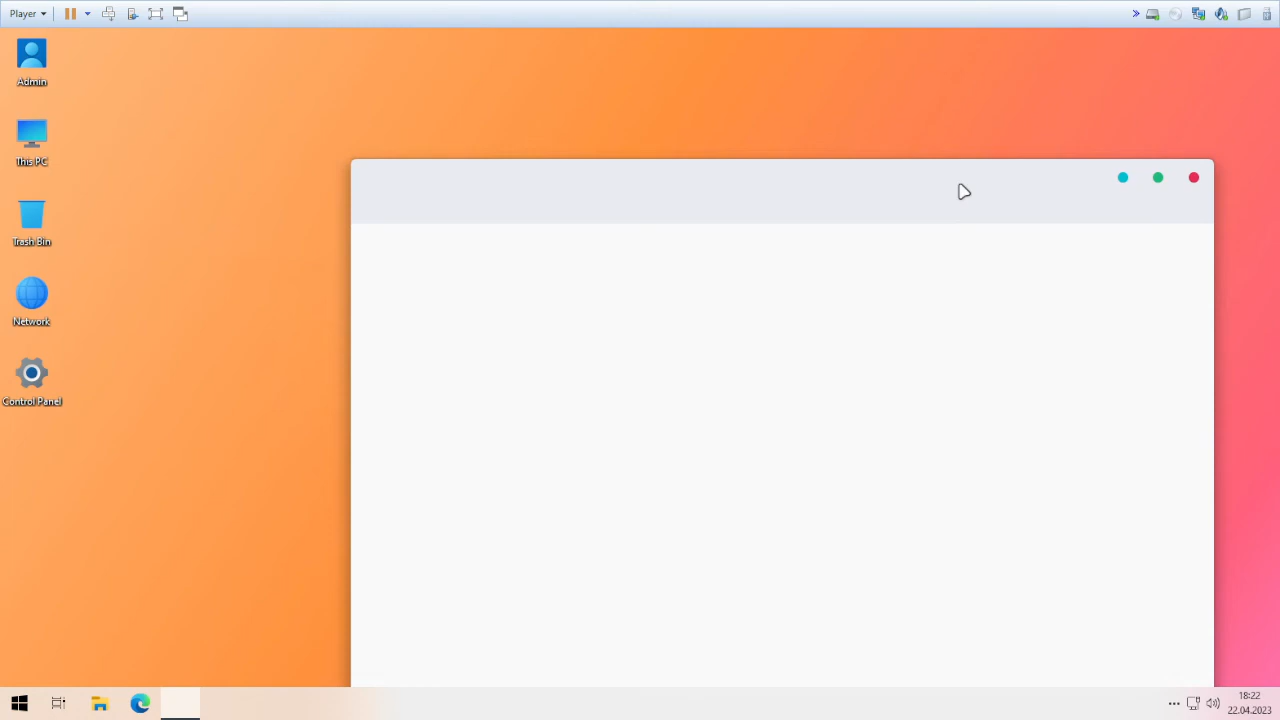 Player
Admin
This PC
Trash Bin
Network
Control Panel
18:22
22.04.2023